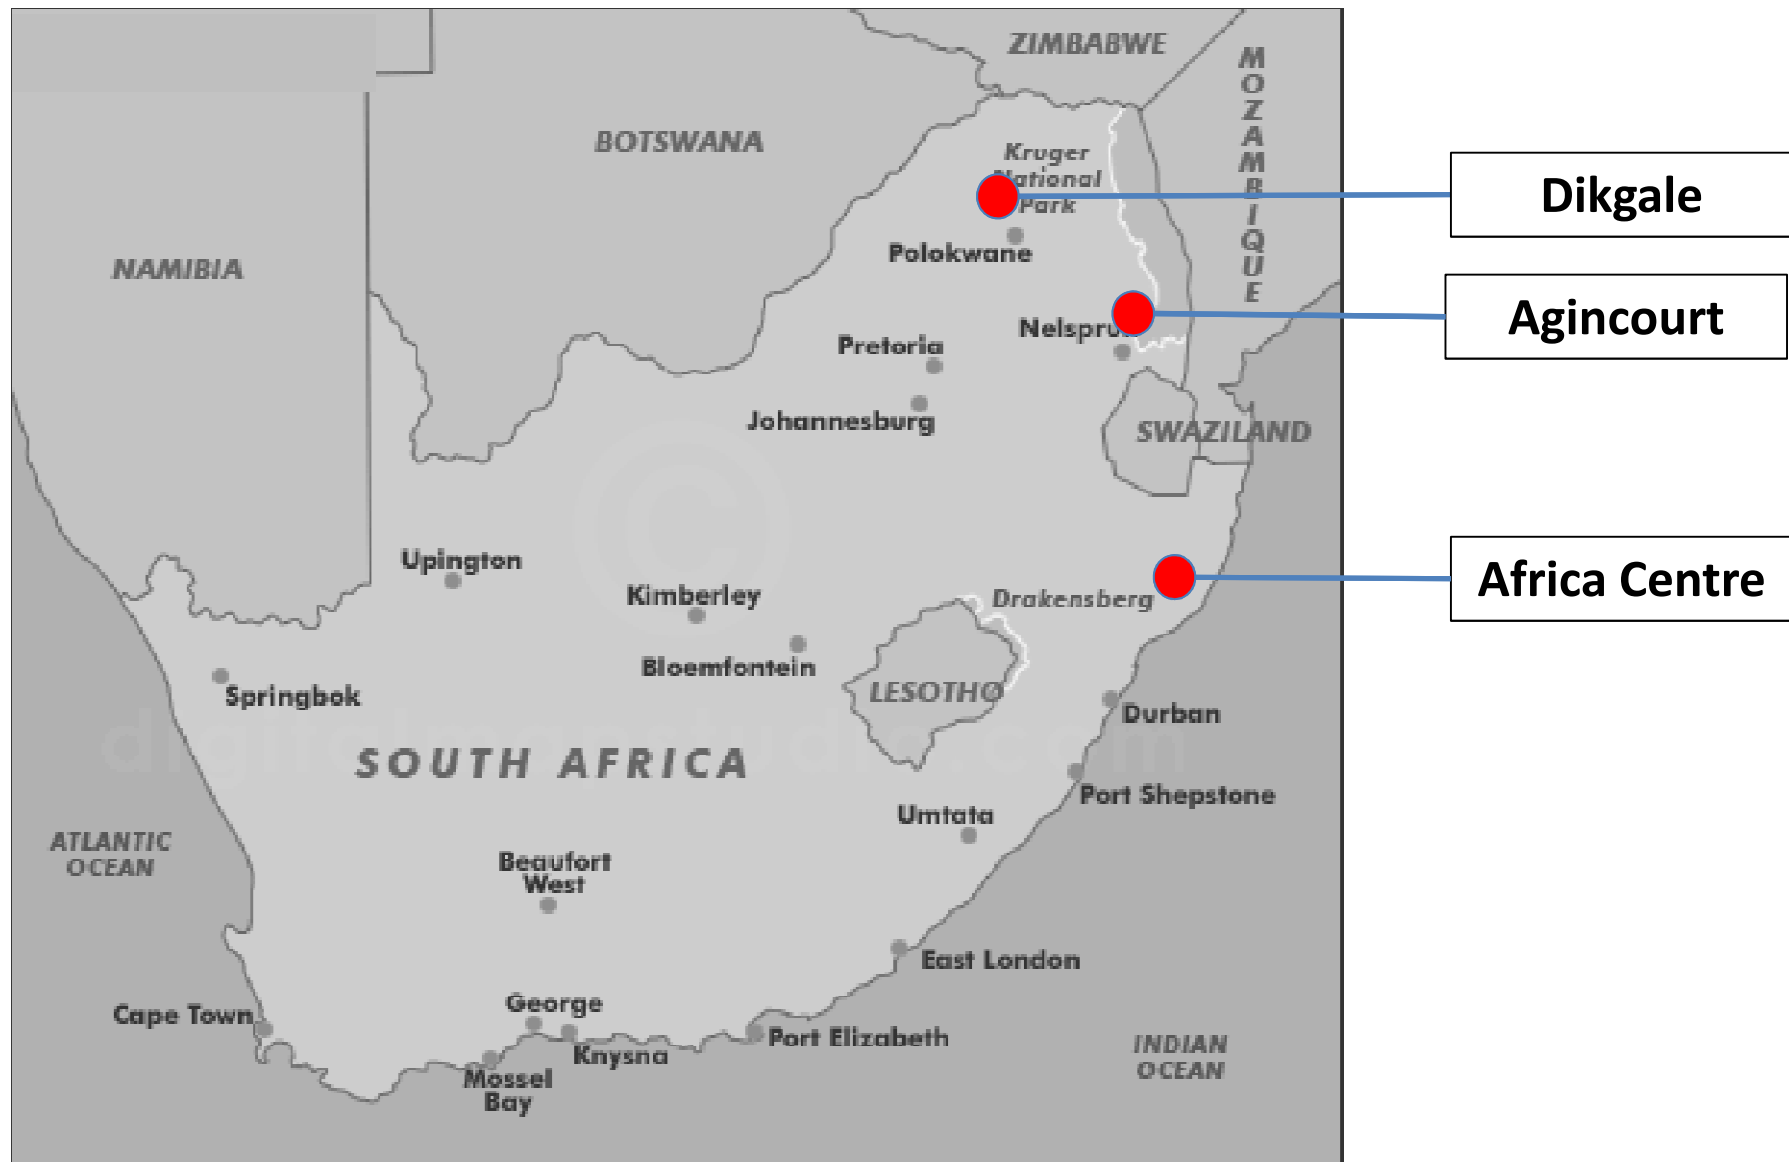 ZIMBABWE
MOZAMBIQUE
BOTSWANA
Kruger
National
Park
Dikgale
Polokwane
NAMIBIA
Agincourt
Pretoria
Johannesburg
SWAZILAND
Upington
Kimberley
Drakensberg
Africa Centre
Bloemfontein
LESOTHO
Springbok
Durban
digitalmapstudio.com
©
SOUTH AFRICA
Port Shepstone
Umtata
ATLANTIC
OCEAN
Beaufort
West
East London
George
Cape Town
Port Elizabeth
Knysna
INDIAN
OCEAN
Mossel
Bay